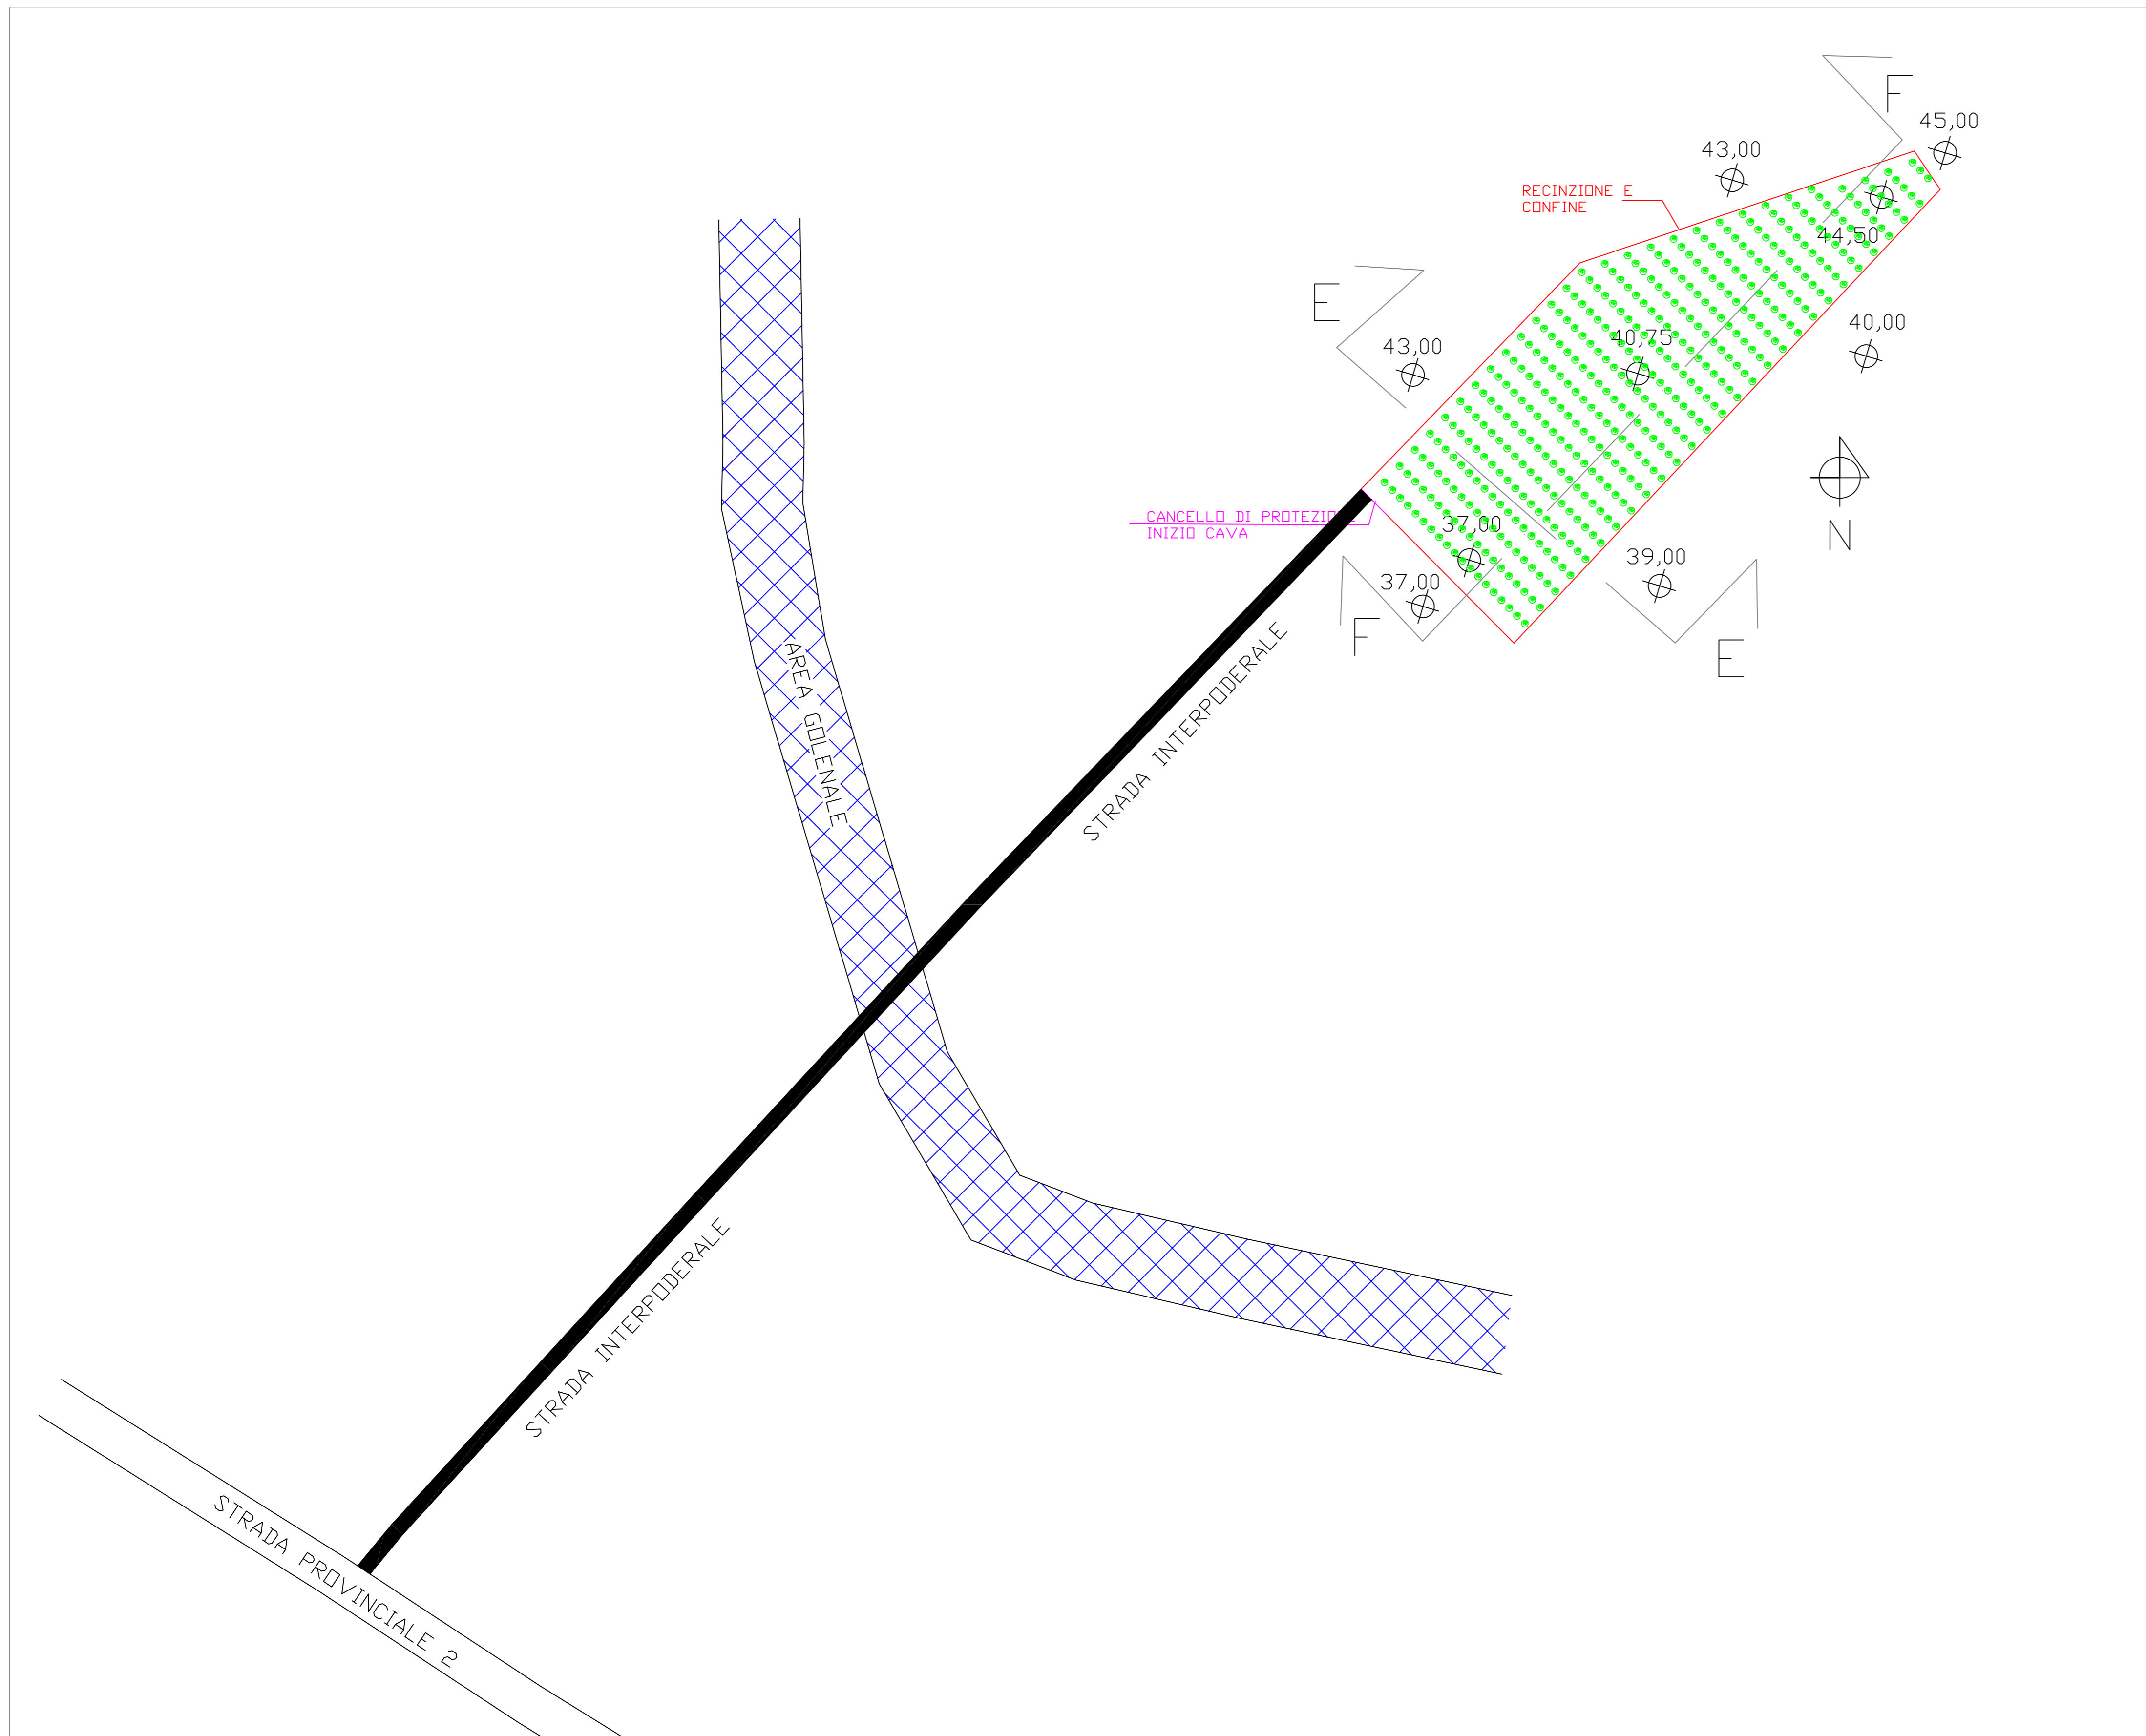 F
45,00
43,00
RECINZIONE E
CONFINE
44,50
E
40,00
40,75
43,00
CANCELLO DI PROTEZIONE
INIZIO CAVA
37,00
N
39,00
37,00
F
E
AREA GOLENALE
STRADA INTERPODERALE
STRADA INTERPODERALE
STRADA PROVINCIALE 2